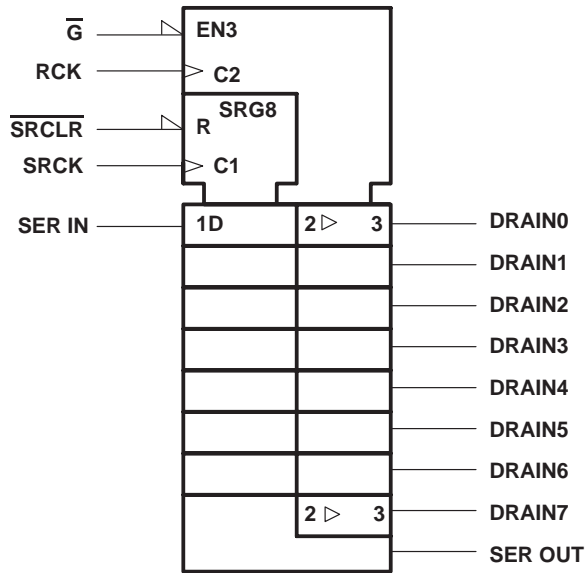 G̅ EN3
RCK C2
SRG8
S̅R̅C̅L̅R̅ R
SRCK C1
SER IN 1D 2 ▷ 3 DRAIN0
DRAIN1
DRAIN2
DRAIN3
DRAIN4
DRAIN5
DRAIN6
2 ▷ 3 DRAIN7
SER OUT